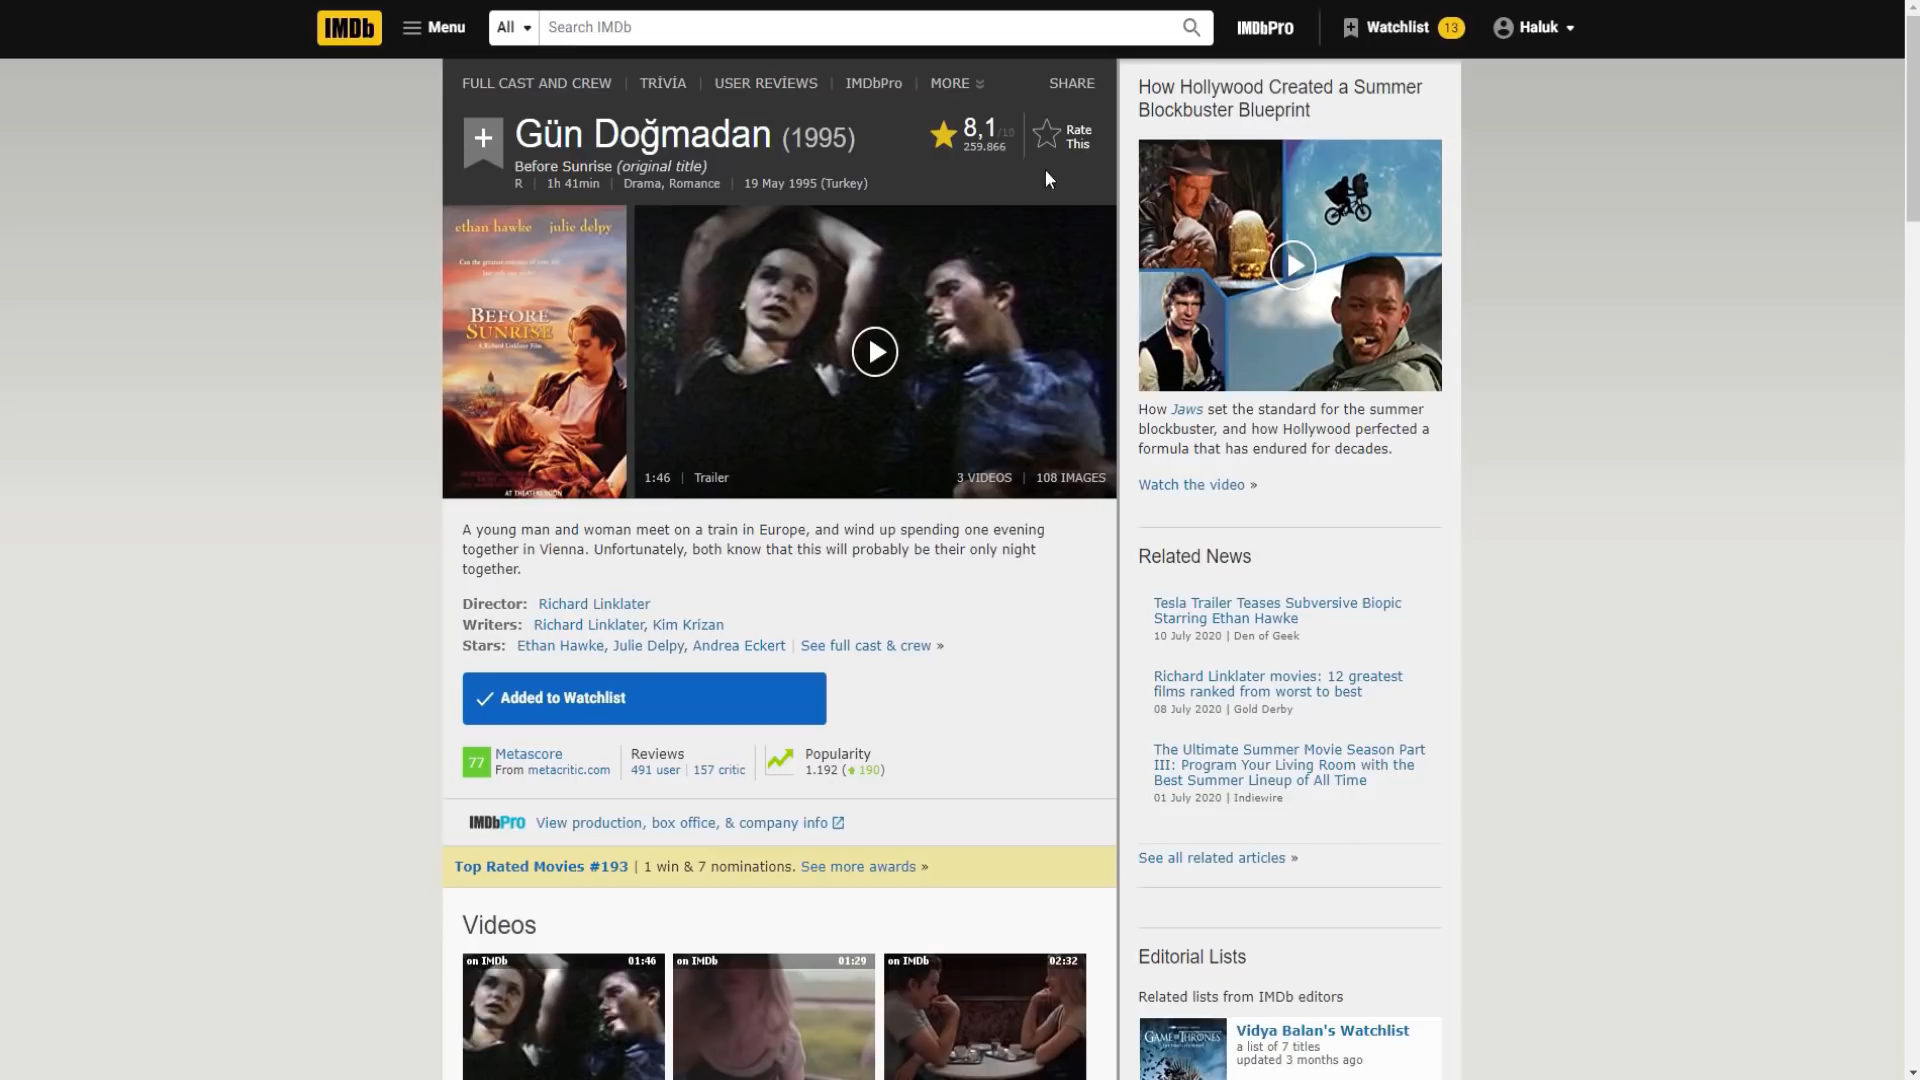 IMDb
Menu
All
Search IMDb
IMDbPro
Watchlist 13
Haluk
FULL CAST AND CREW | TRİVİA | USER REVİEWS | IMDbPro | MORE
SHARE
Gün Doğmadan (1995)
8,1/10
259.866
Rate
This
Before Sunrise (original title)
R | 1h 41min | Drama, Romance | 19 May 1995 (Turkey)
ethan hawke julie delpy
BEFORE
SUNRISE
A Richard Linklater Film
1:46 | Trailer
3 VIDEOS | 108 IMAGES
A young man and woman meet on a train in Europe, and wind up spending one evening
together in Vienna. Unfortunately, both know that this will probably be their only night
together.
Director: Richard Linklater
Writers: Richard Linklater, Kim Krizan
Stars: Ethan Hawke, Julie Delpy, Andrea Eckert | See full cast & crew »
Added to Watchlist
77
Metascore
From metacritic.com
Reviews
491 user | 157 critic
Popularity
1.192 (190)
IMDbPro View production, box office, & company info
Top Rated Movies #193 | 1 win & 7 nominations. See more awards »
Videos
on IMDb 01:46
on IMDb 01:29
on IMDb 02:32
How Hollywood Created a Summer
Blockbuster Blueprint
How Jaws set the standard for the summer
blockbuster, and how Hollywood perfected a
formula that has endured for decades.
Watch the video »
Related News
Tesla Trailer Teases Subversive Biopic
Starring Ethan Hawke
10 July 2020 | Den of Geek
Richard Linklater movies: 12 greatest
films ranked from worst to best
08 July 2020 | Gold Derby
The Ultimate Summer Movie Season Part
III: Program Your Living Room with the
Best Summer Lineup of All Time
01 July 2020 | Indiewire
See all related articles »
Editorial Lists
Related lists from IMDb editors
GAME OF THRONES
Vidya Balan's Watchlist
a list of 7 titles
updated 3 months ago